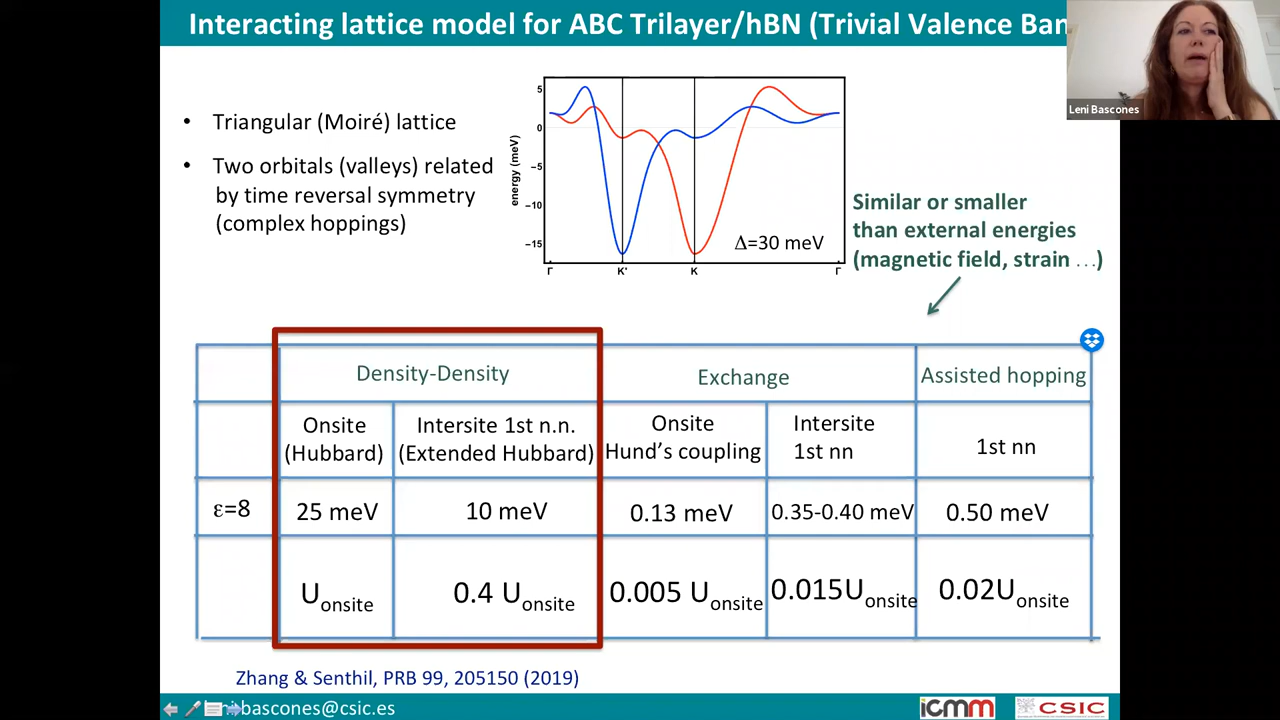 Interacting lattice model for ABC Trilayer/hBN (Trivial Valence Ban
Leni Bascones
• Triangular (Moiré) lattice
• Two orbitals (valleys) related
by time reversal symmetry
(complex hoppings)
energy (meV)
5
0
−5
−10
−15
Γ K' K Γ
Δ=30 meV
Similar or smaller
than external energies
(magnetic field, strain ...)
Density-Density Exchange Assisted hopping
Onsite
(Hubbard)
Intersite 1st n.n.
(Extended Hubbard)
Onsite
Hund's coupling
Intersite
1st nn
1st nn
ε=8 25 meV 10 meV 0.13 meV 0.35-0.40 meV 0.50 meV
Uonsite 0.4 Uonsite 0.005 Uonsite 0.015Uonsite 0.02Uonsite
Zhang & Senthil, PRB 99, 205150 (2019)
bascones@csic.es
icmm
CSIC